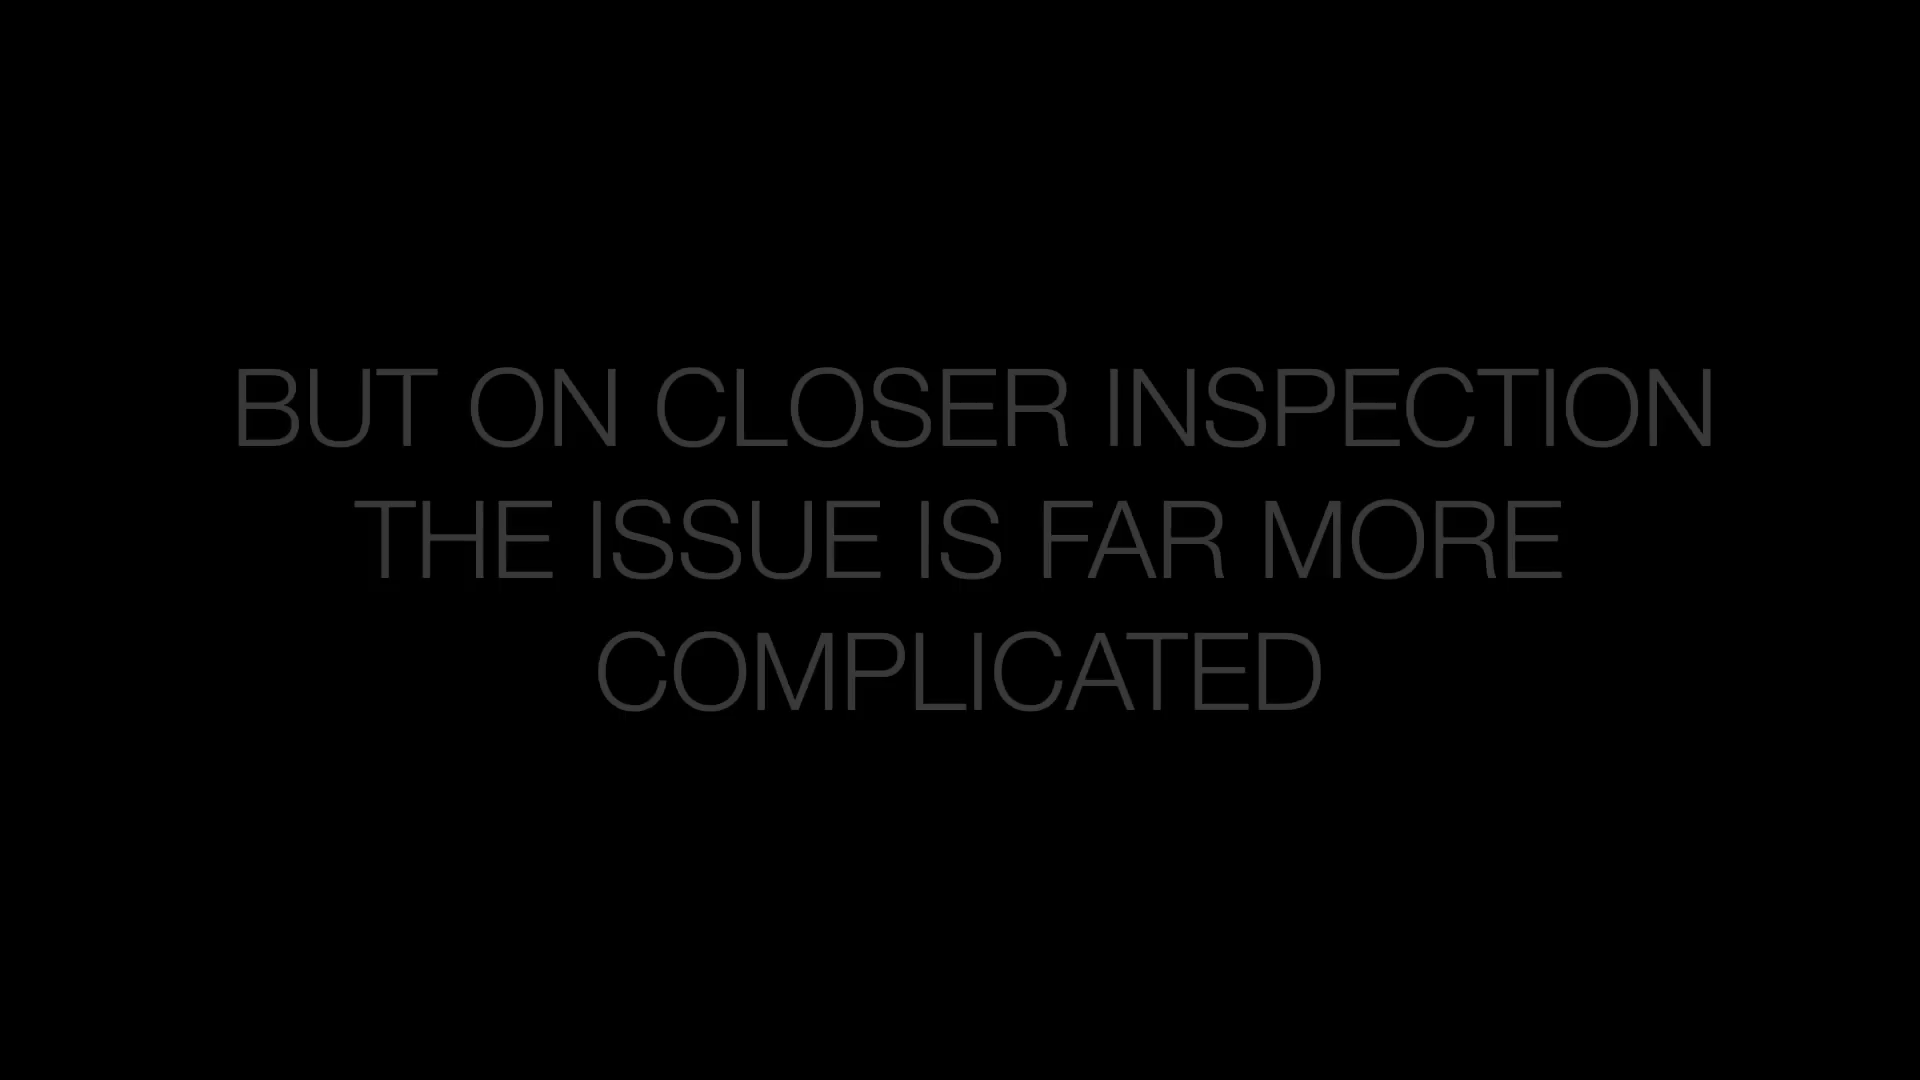 BUT ON CLOSER INSPECTION
THE ISSUE IS FAR MORE
COMPLICATED